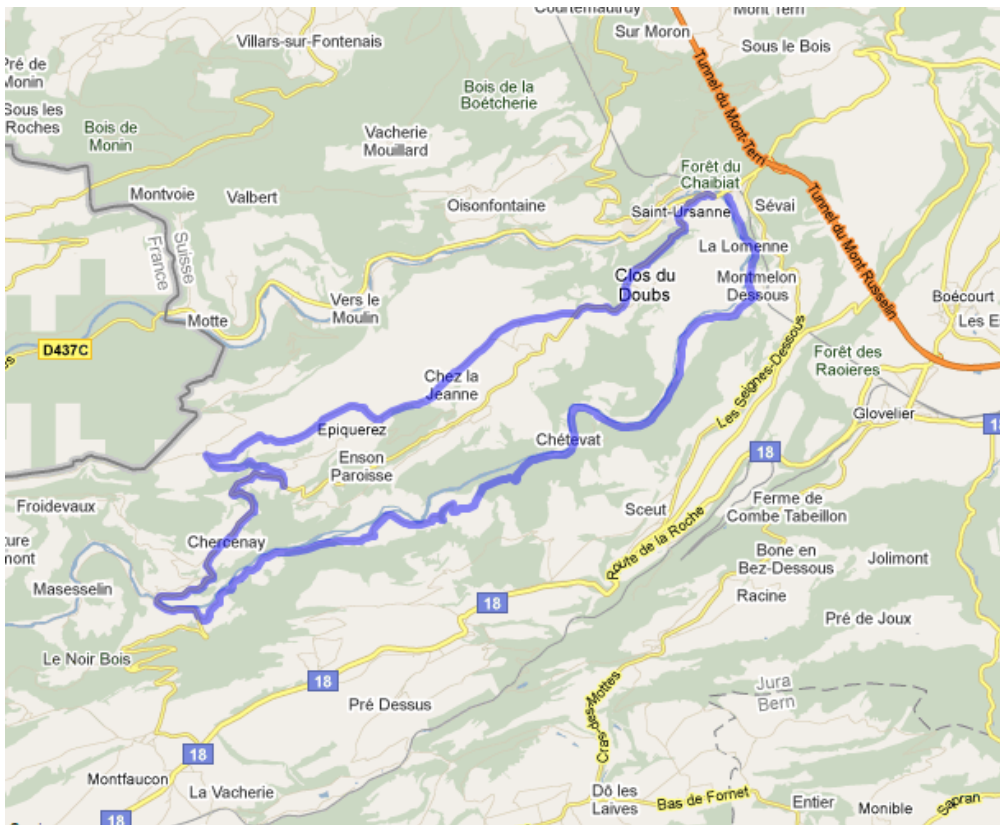 Courtemautruy
Mont Terri
Sur Moron
Villars-sur-Fontenais
Sous le Bois
Pré de
Monin
Tunnel du Mont-Terri
Bois de la
Boétcherie
Sous les
Roches
Bois de
Monin
Vacherie
Mouillard
Forêt du
Chaibiat
Montvoie
Valbert
Oisonfontaine
Saint-Ursanne
Sévai
Tunnel du Mont Russelin
France
Suisse
La Lomenne
Clos du
Doubs
Montmelon
Dessous
Vers le
Moulin
Motte
Boécourt
Les E
D437C
es
Forêt des
Raoieres
Chez la
Jeanne
Les Seignes-Dessous
Glovelier
18
Epiquerez
Chétevat
18
Enson
Paroisse
Froidevaux
Sceut
Ferme de
Combe Tabeillon
Route de la Roche
Chercenay
ture
mont
Bone en
Bez-Dessous
Jolimont
Masesselin
Racine
18
Pré de Joux
Le Noir Bois
18
Jura
Bern
Pré Dessus
Cras-des-Mottes
18
Montfaucon
La Vacherie
Dô les
Laives
Bas de Fornet
Entier
Monible
Sapran
18